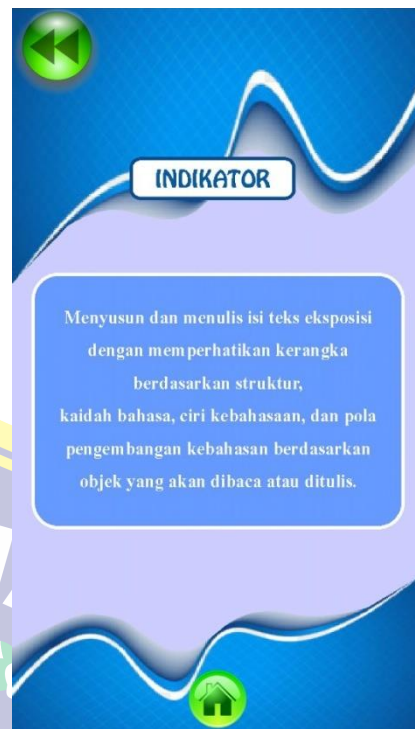 INDIKATOR
Menyusun dan menulis isi teks eksposisi
dengan memperhatikan kerangka
berdasarkan struktur,
kaidah bahasa, ciri kebahasaan, dan pola
pengembangan kebahasan berdasarkan
objek yang akan dibaca atau ditulis.